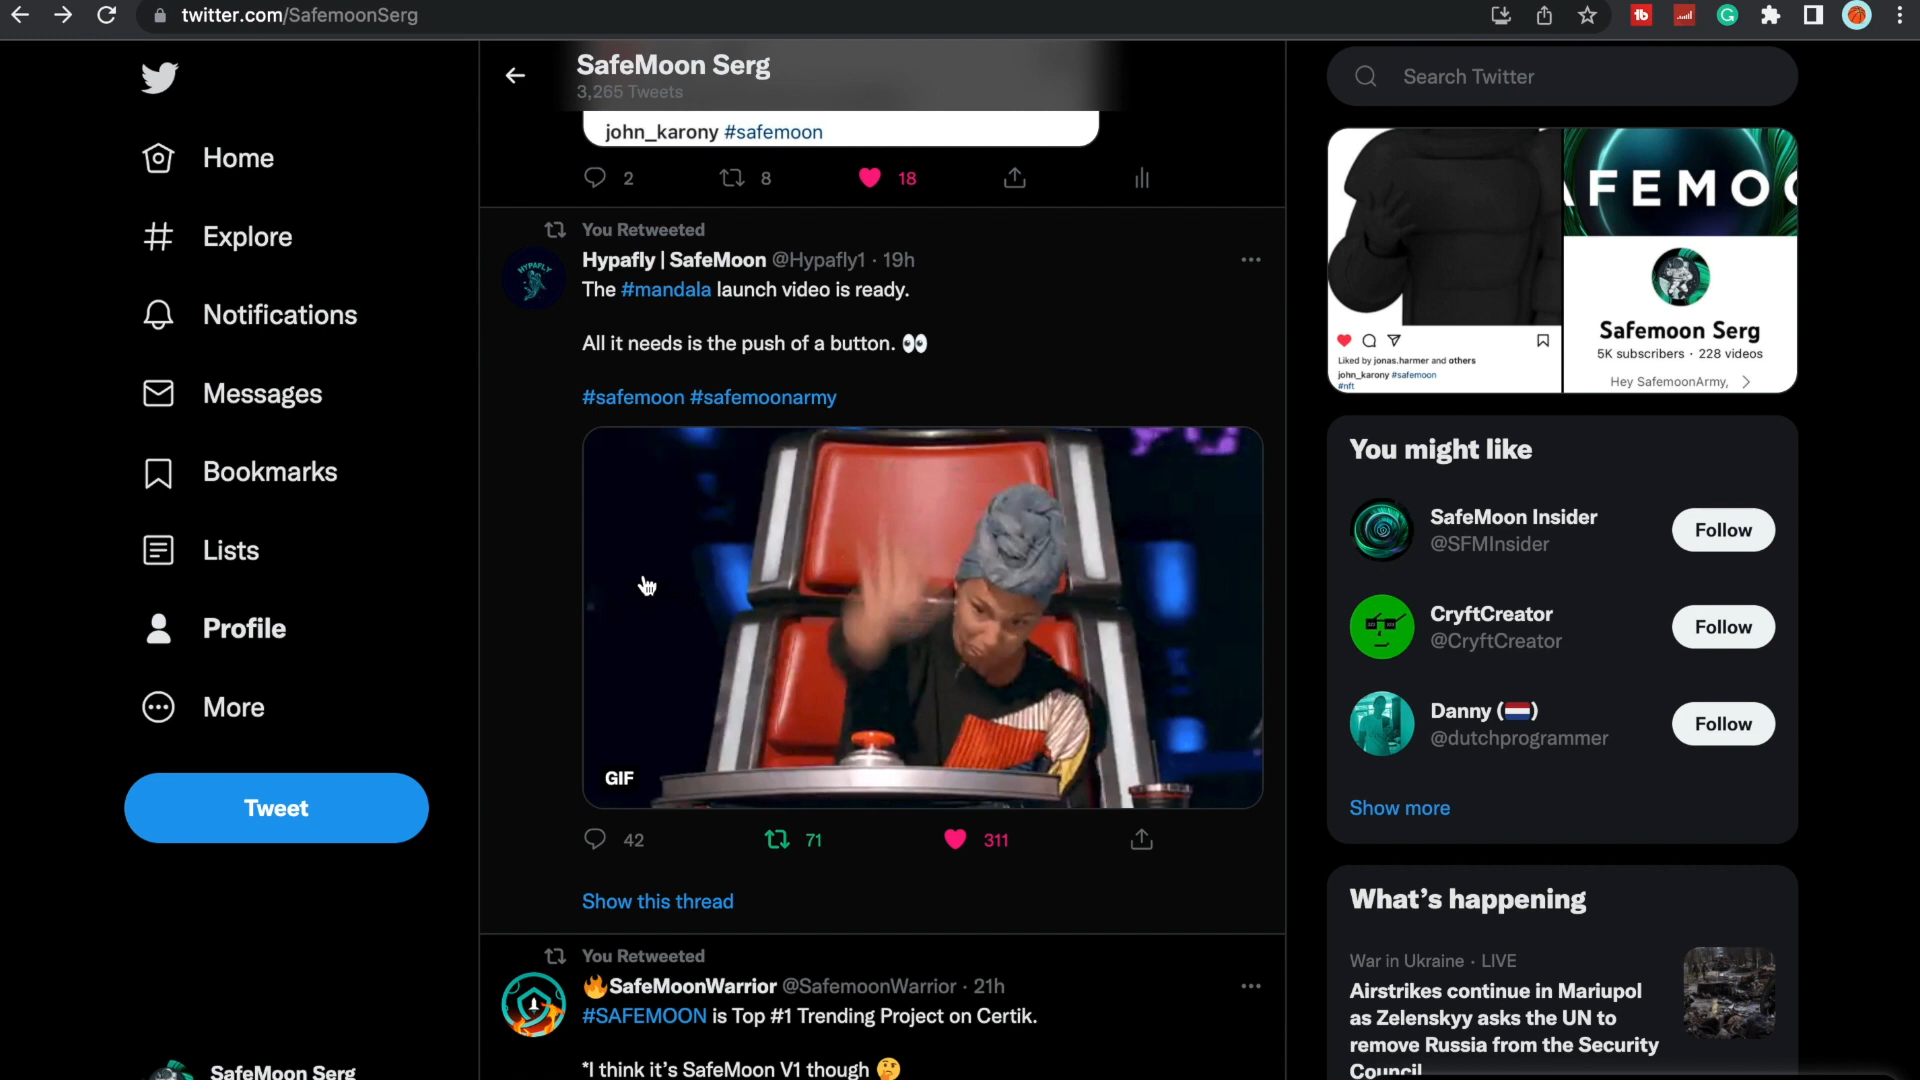 twitter.com/SafemoonSerg
Home
Explore
Notifications
Messages
Bookmarks
Lists
Profile
More
Tweet
SafeMoon Serg
SafeMoon Serg
3,265 Tweets
john_karony #safemoon
2 8 18
You Retweeted
Hypafly | SafeMoon @Hypafly1 · 19h
The #mandala launch video is ready.
All it needs is the push of a button. 👀
#safemoon #safemoonarmy
HYPAFLY
GIF
42 71 311
Show this thread
You Retweeted
🔥SafeMoonWarrior @SafemoonWarrior · 21h
#SAFEMOON is Top #1 Trending Project on Certik.
*I think it's SafeMoon V1 though 🤔
Search Twitter
Liked by jonas.harmer and others
john_karony #safemoon
#nft
AFEMOO
Safemoon Serg
5K subscribers · 228 videos
Hey SafemoonArmy,
You might like
SafeMoon Insider
@SFMInsider
Follow
CryftCreator
@CryftCreator
Follow
Danny (🇳🇱)
@dutchprogrammer
Follow
Show more
What's happening
War in Ukraine · LIVE
Airstrikes continue in Mariupol
as Zelenskyy asks the UN to
remove Russia from the Security
Council